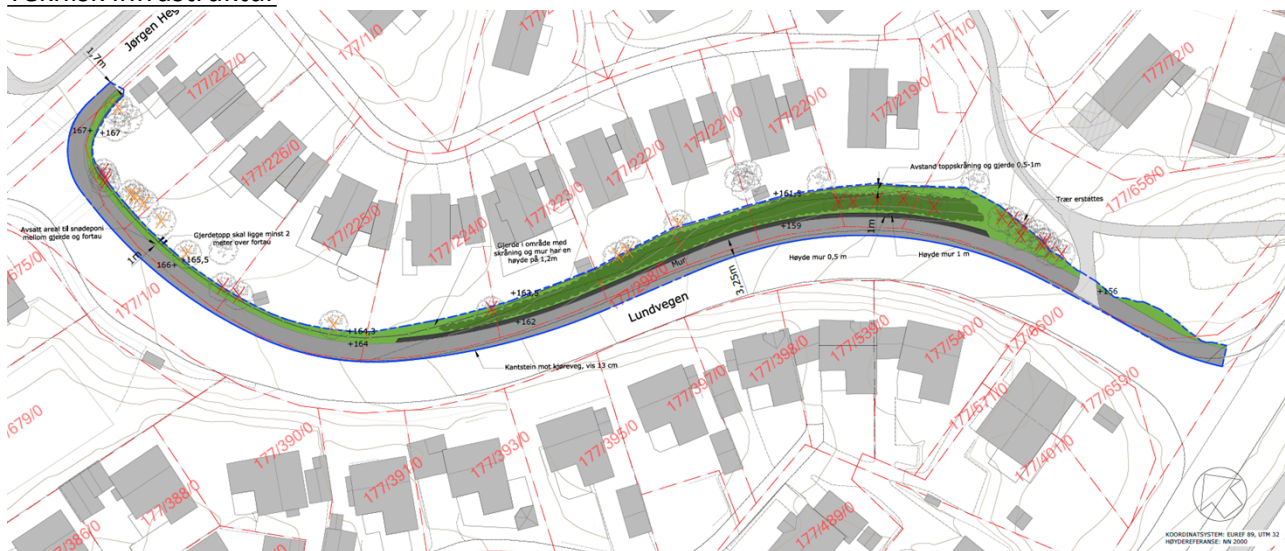 Jørgen Heg
1,7m
177/1/0
177/227/0
177/226/0
177/225/0
177/224/0
177/223/0
177/222/0
177/221/0
177/220/0
177/219/0
177/1/0
177/72/0
177/658/0
167+
+167
Avsatt areal til snødeponi
mellom gjerde og fortau
1m
Gjerdetopp skal ligge minst 2
meter over fortau
166+
+165,5
+164,3
+164
Gjerde i område med
skråning og mur har en
høyde på 1,2m
+163,5
+162
Mur
177/298/0
Lundvegen
3,25m
+161,5
+159
1m
Avstand toppskråning og gjerde 0,5-1m
Høyde mur 0,5 m
Høyde mur 1 m
Trær erstattes
+156
Kantstein mot kjøreveg, vis 13 cm
675/0
177/1/0
679/0
177/386/0
177/388/0
177/390/0
177/391/0
177/393/0
177/395/0
177/397/0
177/398/0
177/539/0
177/540/0
177/571/0
177/660/0
177/659/0
177/401/0
177/489/0
KOORDINATSYSTEM: EUREF 89, UTM 32
HØYDEREFERANSE: NN 2000